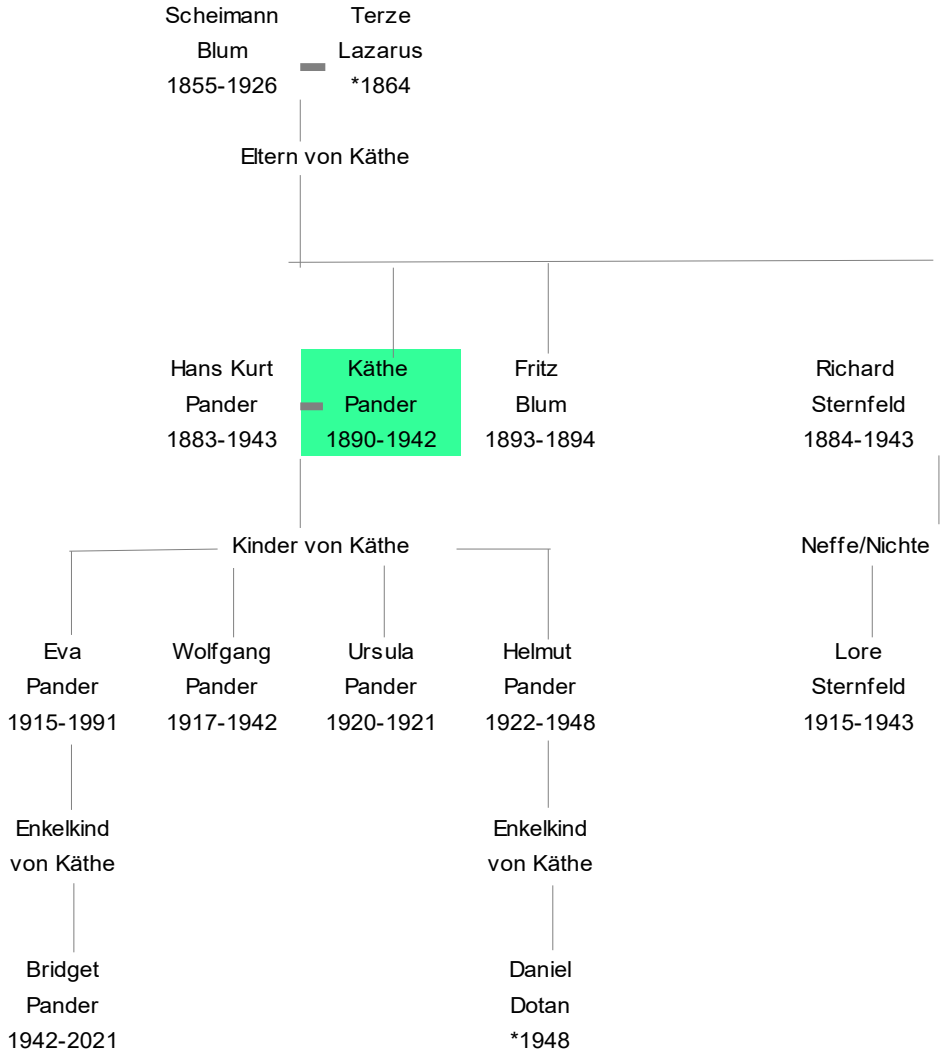 Scheimann Terze
Blum Lazarus
1855-1926 *1864
Eltern von Käthe
Hans Kurt Käthe Fritz Richard
Pander Pander Blum Sternfeld
1883-1943 1890-1942 1893-1894 1884-1943
Kinder von Käthe Neffe/Nichte
Eva Wolfgang Ursula Helmut Lore
Pander Pander Pander Pander Sternfeld
1915-1991 1917-1942 1920-1921 1922-1948 1915-1943
Enkelkind Enkelkind
von Käthe von Käthe
Bridget Daniel
Pander Dotan
1942-2021 *1948